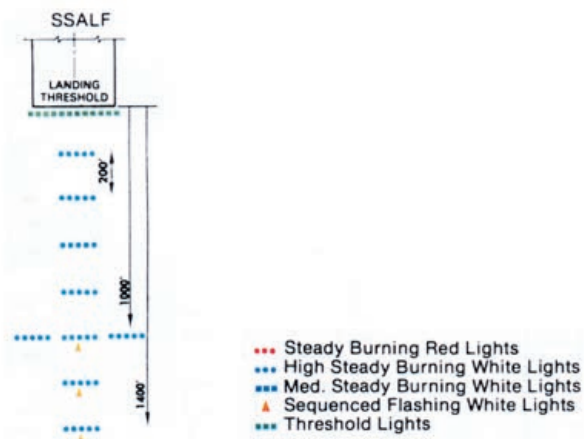 SSALF
LANDING
THRESHOLD
200'
1000'
1400'
Steady Burning Red Lights
High Steady Burning White Lights
Med. Steady Burning White Lights
Sequenced Flashing White Lights
Threshold Lights